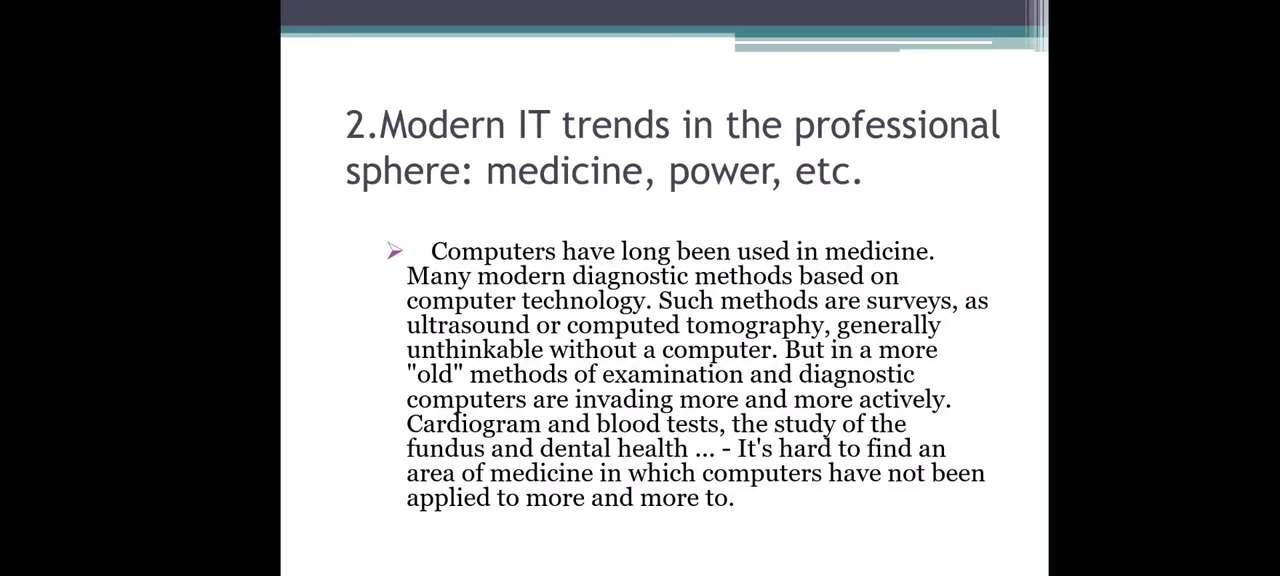 2.Modern IT trends in the professional
sphere: medicine, power, etc.
Computers have long been used in medicine.
Many modern diagnostic methods based on
computer technology. Such methods are surveys, as
ultrasound or computed tomography, generally
unthinkable without a computer. But in a more
"old" methods of examination and diagnostic
computers are invading more and more actively.
Cardiogram and blood tests, the study of the
fundus and dental health ... - It's hard to find an
area of medicine in which computers have not been
applied to more and more to.